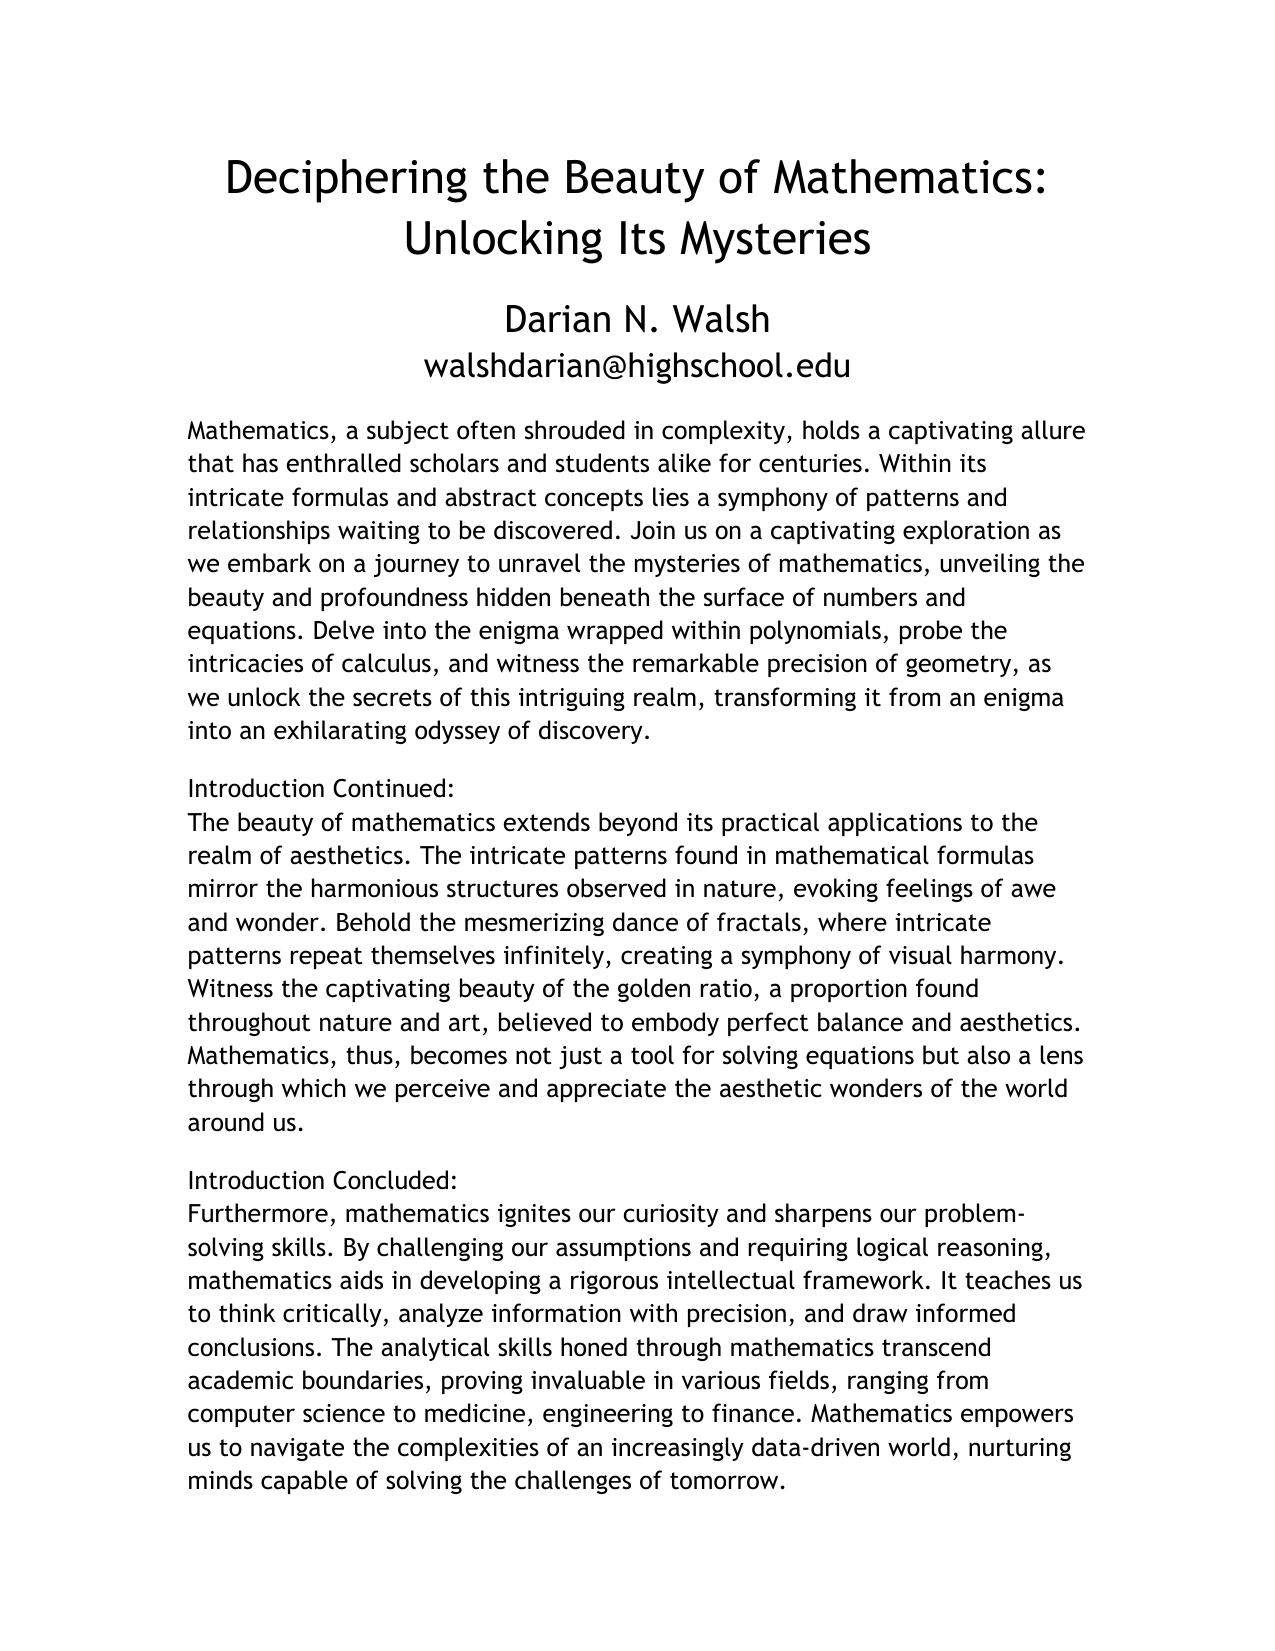 Deciphering the Beauty of Mathematics:
Unlocking Its Mysteries
Darian N. Walsh
walshdarian@highschool.edu
Mathematics, a subject often shrouded in complexity, holds a captivating allure
that has enthralled scholars and students alike for centuries. Within its
intricate formulas and abstract concepts lies a symphony of patterns and
relationships waiting to be discovered. Join us on a captivating exploration as
we embark on a journey to unravel the mysteries of mathematics, unveiling the
beauty and profoundness hidden beneath the surface of numbers and
equations. Delve into the enigma wrapped within polynomials, probe the
intricacies of calculus, and witness the remarkable precision of geometry, as
we unlock the secrets of this intriguing realm, transforming it from an enigma
into an exhilarating odyssey of discovery.
Introduction Continued:
The beauty of mathematics extends beyond its practical applications to the
realm of aesthetics. The intricate patterns found in mathematical formulas
mirror the harmonious structures observed in nature, evoking feelings of awe
and wonder. Behold the mesmerizing dance of fractals, where intricate
patterns repeat themselves infinitely, creating a symphony of visual harmony.
Witness the captivating beauty of the golden ratio, a proportion found
throughout nature and art, believed to embody perfect balance and aesthetics.
Mathematics, thus, becomes not just a tool for solving equations but also a lens
through which we perceive and appreciate the aesthetic wonders of the world
around us.
Introduction Concluded:
Furthermore, mathematics ignites our curiosity and sharpens our problem-
solving skills. By challenging our assumptions and requiring logical reasoning,
mathematics aids in developing a rigorous intellectual framework. It teaches us
to think critically, analyze information with precision, and draw informed
conclusions. The analytical skills honed through mathematics transcend
academic boundaries, proving invaluable in various fields, ranging from
computer science to medicine, engineering to finance. Mathematics empowers
us to navigate the complexities of an increasingly data-driven world, nurturing
minds capable of solving the challenges of tomorrow.